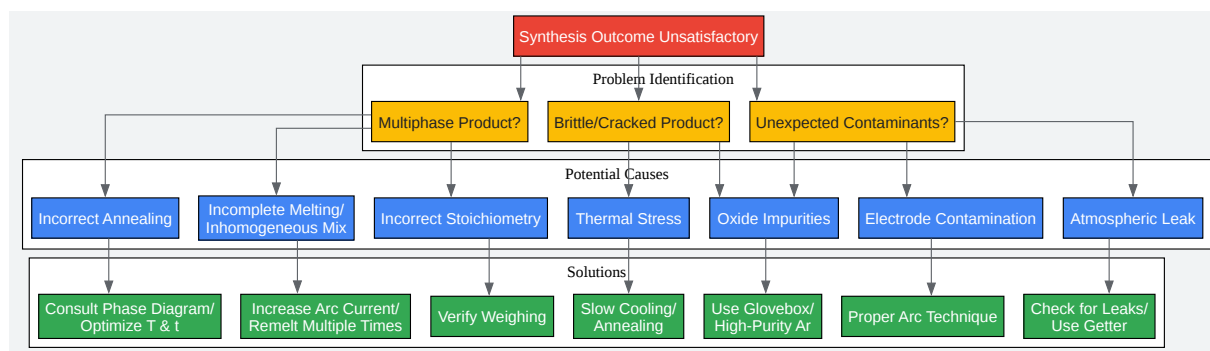 Synthesis Outcome Unsatisfactory
Problem Identification
Multiphase Product?
Brittle/Cracked Product?
Unexpected Contaminants?
Potential Causes
Incorrect Annealing
Incomplete Melting/
Inhomogeneous Mix
Incorrect Stoichiometry
Thermal Stress
Oxide Impurities
Electrode Contamination
Atmospheric Leak
Solutions
Consult Phase Diagram/
Optimize T & t
Increase Arc Current/
Remelt Multiple Times
Verify Weighing
Slow Cooling/
Annealing
Use Glovebox/
High-Purity Ar
Proper Arc Technique
Check for Leaks/
Use Getter